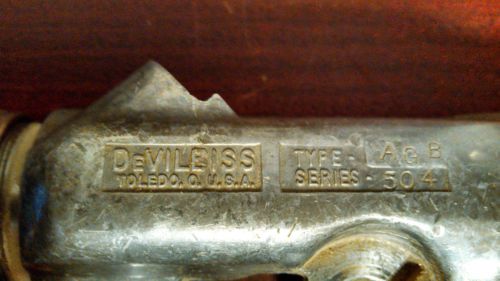 DEVILBISS
TOLEDO, O. U.S.A.
TYPE - A&B
SERIES - 504